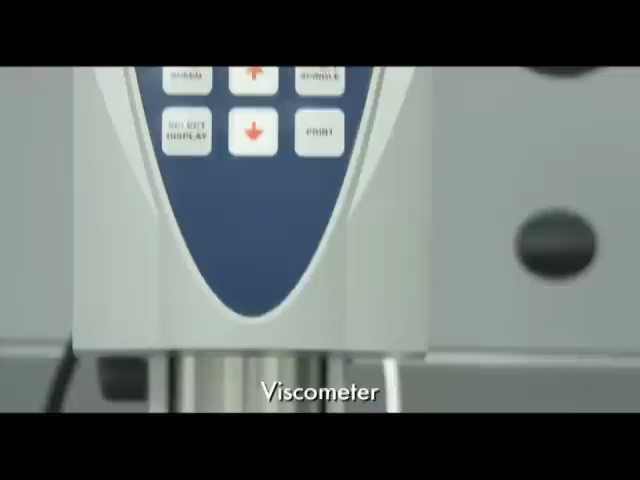 SPEED
SPINDLE
SELECT
DISPLAY
PRINT
Viscometer